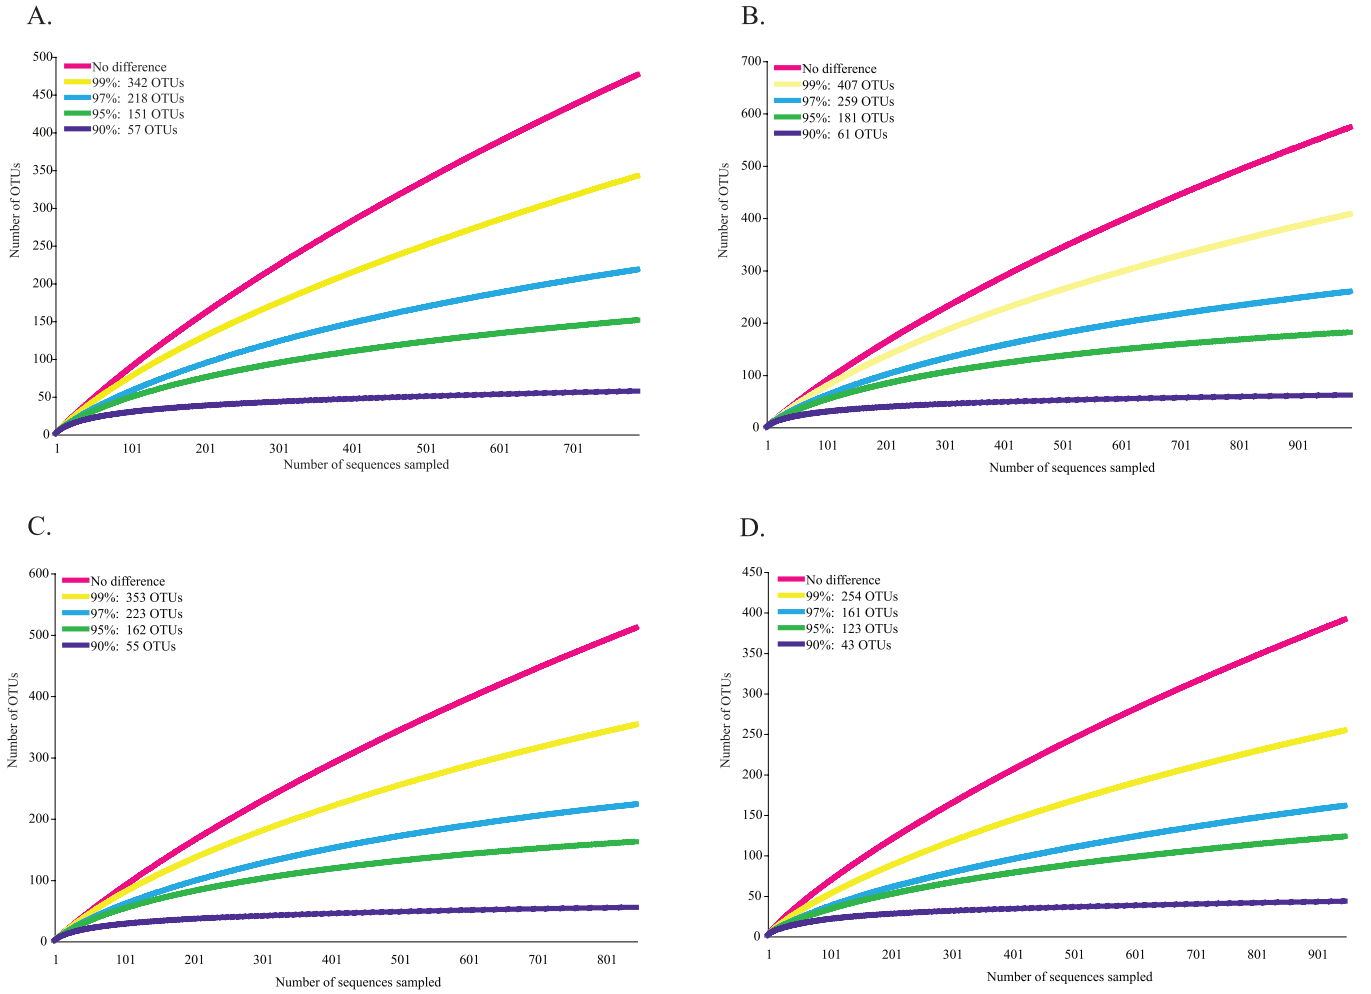 A.
500
450
400
350
300
250
200
150
100
50
0
Number of OTUs
No difference
99%: 342 OTUs
97%: 218 OTUs
95%: 151 OTUs
90%: 57 OTUs
1 101 201 301 401 501 601 701
Number of sequences sampled
B.
700
600
500
400
300
200
100
0
Number of OTUs
No difference
99%: 407 OTUs
97%: 259 OTUs
95%: 181 OTUs
90%: 61 OTUs
1 101 201 301 401 501 601 701 801 901
Number of sequences sampled
C.
600
500
400
300
200
100
0
Number of OTUs
No difference
99%: 353 OTUs
97%: 223 OTUs
95%: 162 OTUs
90%: 55 OTUs
1 101 201 301 401 501 601 701 801
Number of sequences sampled
D.
450
400
350
300
250
200
150
100
50
0
Number of OTUs
No difference
99%: 254 OTUs
97%: 161 OTUs
95%: 123 OTUs
90%: 43 OTUs
1 101 201 301 401 501 601 701 801 901
Number of sequences sampled